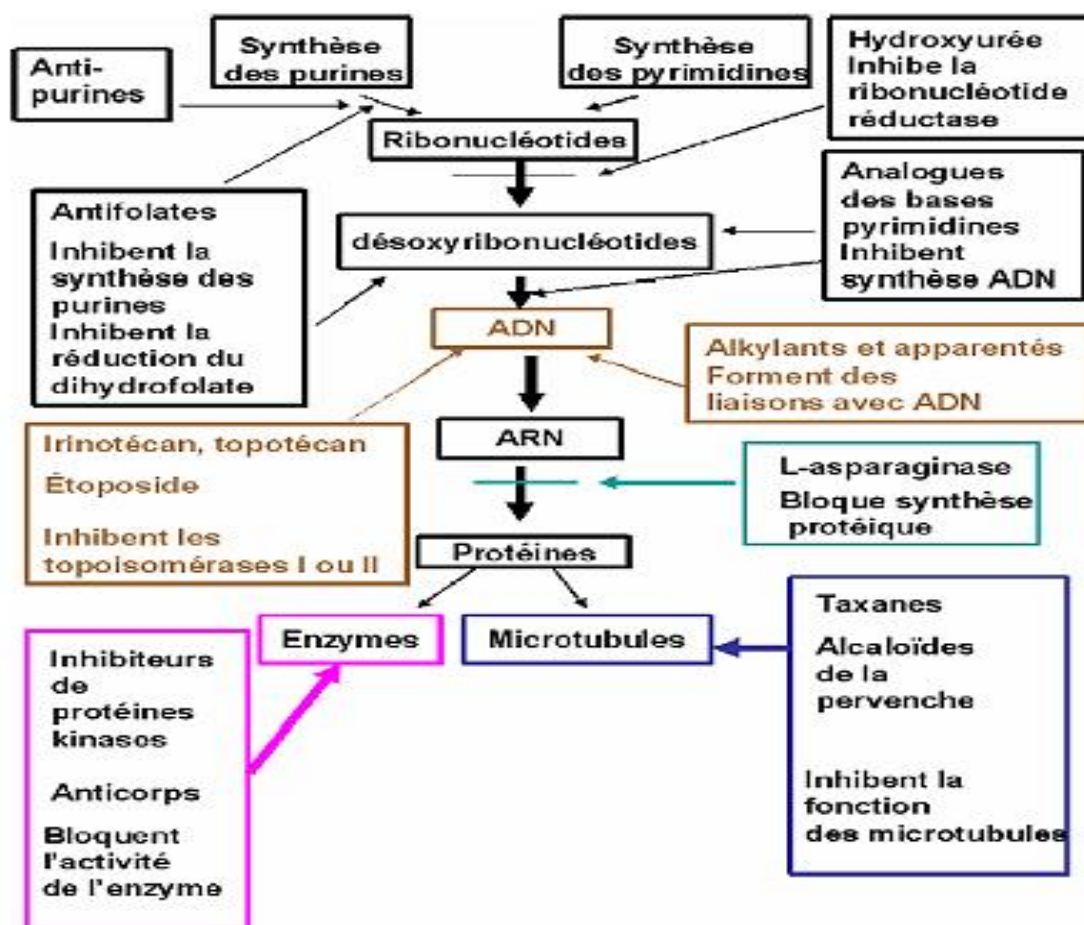 Anti-
purines
Synthèse
des purines
Synthèse
des pyrimidines
Hydroxyurée
Inhibe la
ribonucléotide
réductase
Ribonucléotides
Antifolates
Inhibent la
synthèse des
purines
Inhibent la
réduction du
dihydrofolate
désoxyribonucléotides
Analogues
des bases
pyrimidines
Inhibent
synthèse ADN
ADN
Alkylants et apparentés
Forment des
liaisons avec ADN
Irinotécan, topotécan
Étoposide
Inhibent les
topoisomérases I ou II
ARN
L-asparaginase
Bloque synthèse
protéique
Protéines
Enzymes
Microtubules
Taxanes
Alcaloïdes
de la
pervenche
Inhibent la
fonction
des microtubules
Inhibiteurs
de
protéines
kinases
Anticorps
Bloquent
l'activité
de l'enzyme